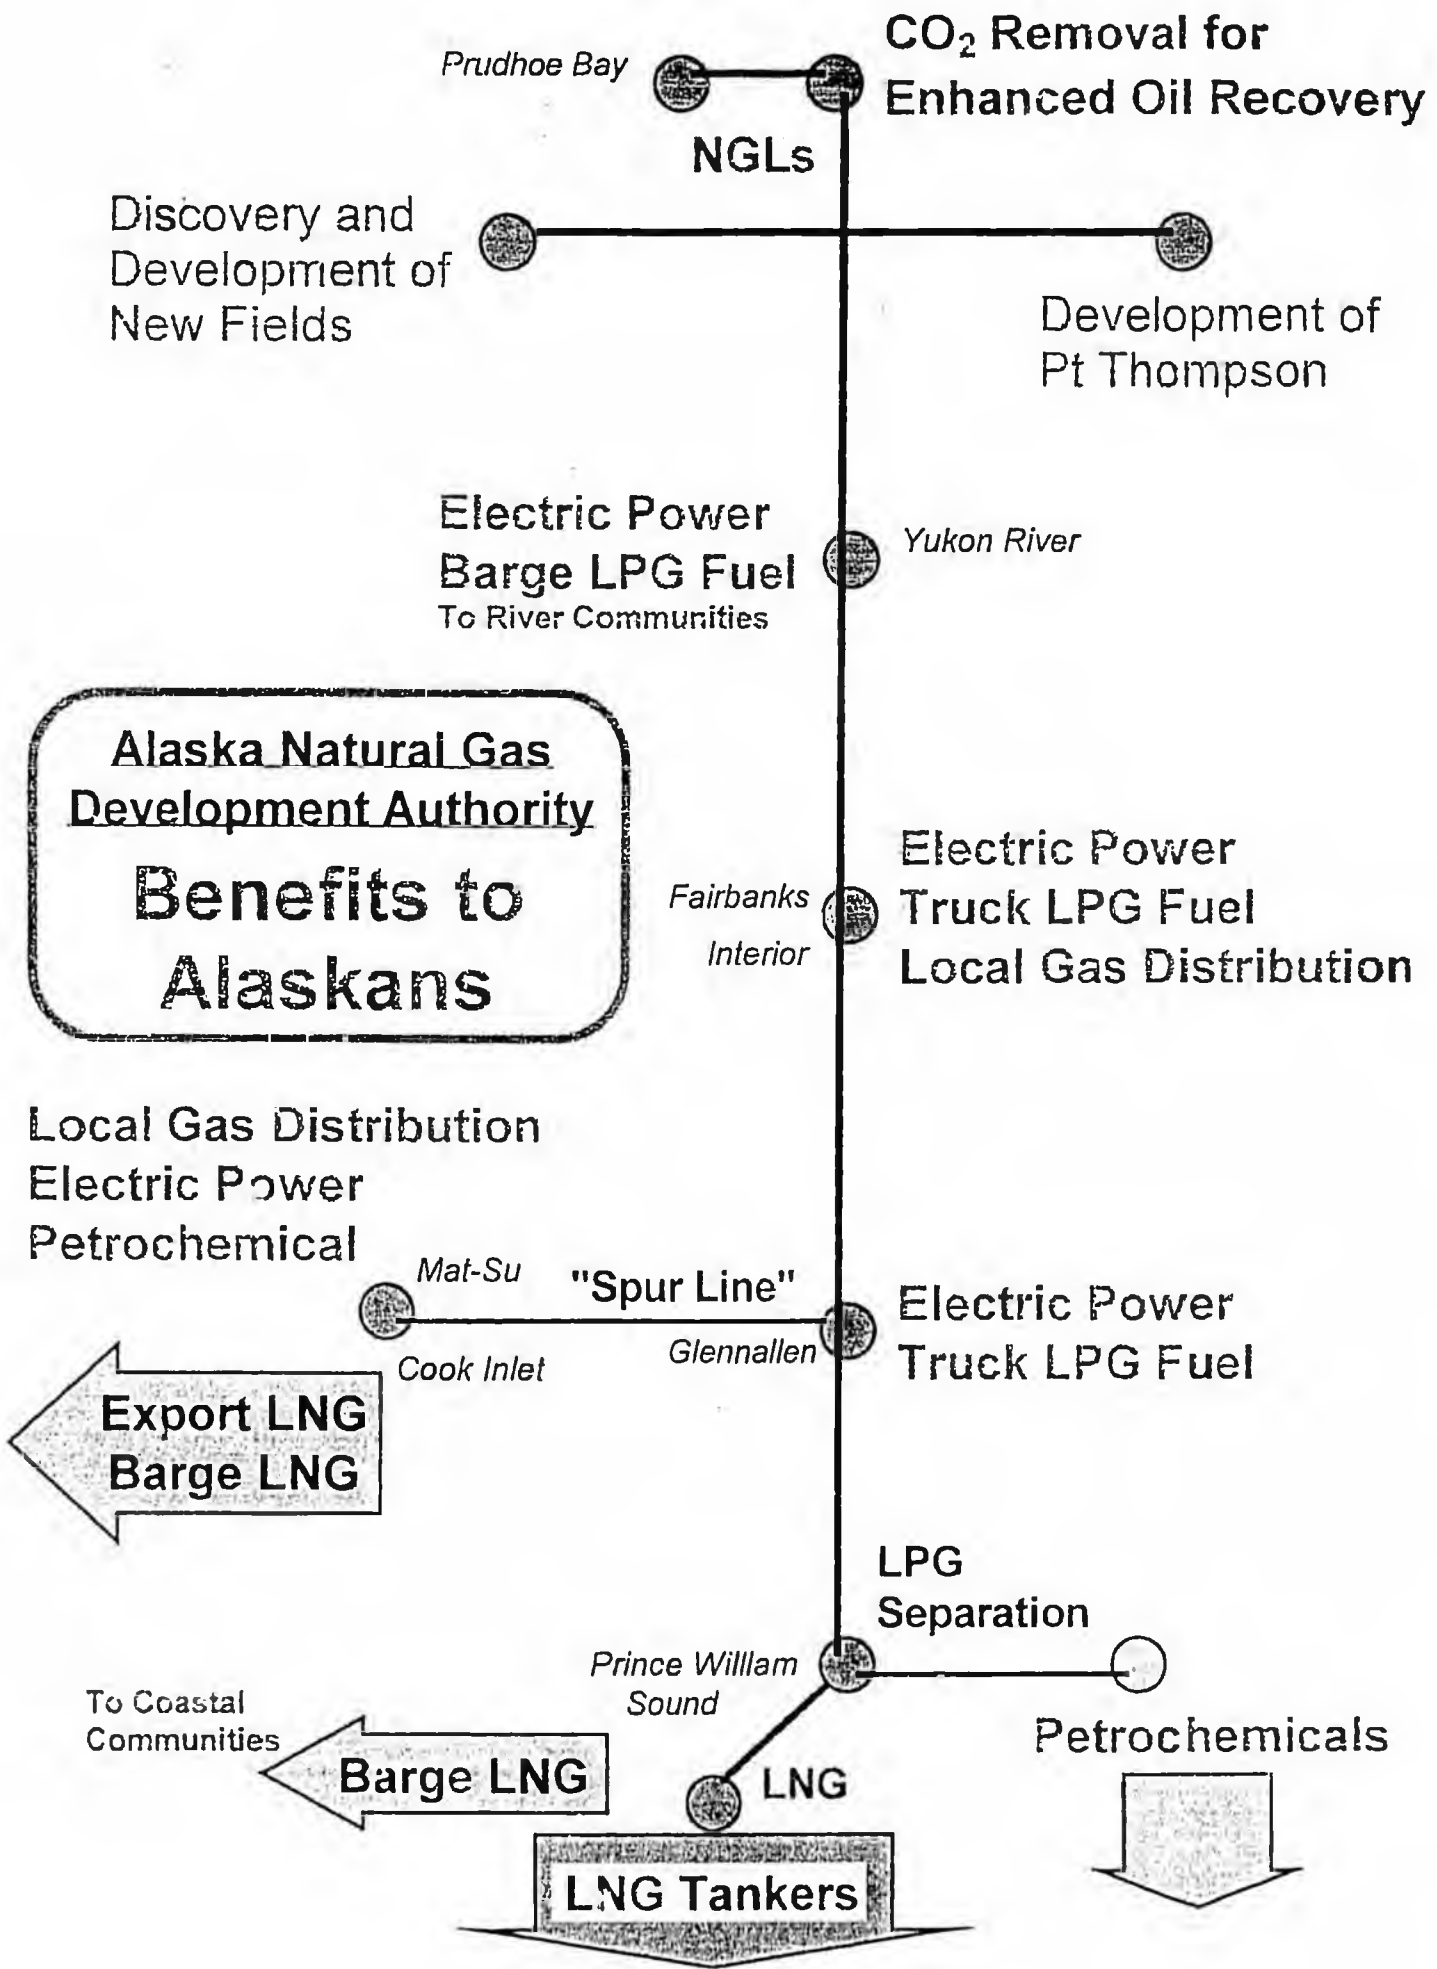 Prudhoe Bay
CO₂ Removal for
Enhanced Oil Recovery
NGLs
Discovery and
Development of
New Fields
Development of
Pt Thompson
Electric Power
Barge LPG Fuel
To River Communities
Yukon River
Alaska Natural Gas
Development Authority
Benefits to
Alaskans
Fairbanks
Interior
Electric Power
Truck LPG Fuel
Local Gas Distribution
Local Gas Distribution
Electric Power
Petrochemical
Mat-Su
"Spur Line"
Cook Inlet
Glennallen
Electric Power
Truck LPG Fuel
Export LNG
Barge LNG
LPG
Separation
Prince William
Sound
To Coastal
Communities
Barge LNG
LNG
Petrochemicals
LNG Tankers